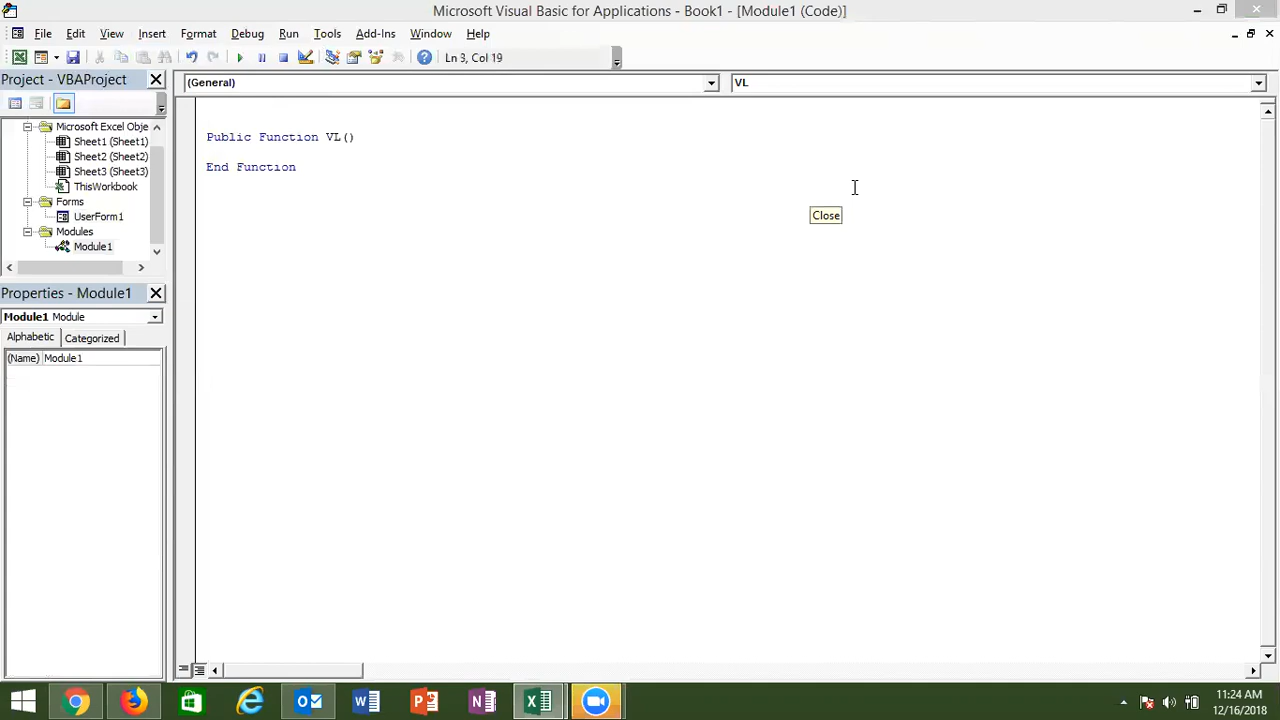 Microsoft Visual Basic for Applications - Book1 - [Module1 (Code)]
File Edit View Insert Format Debug Run Tools Add-Ins Window Help
Ln 3, Col 19
Project - VBAProject
(General)
VL
Microsoft Excel Obje
Sheet1 (Sheet1)
Sheet2 (Sheet2)
Sheet3 (Sheet3)
ThisWorkbook
Forms
UserForm1
Modules
Module1
Public Function VL()
End Function
Close
Properties - Module1
Module1 Module
Alphabetic Categorized
(Name) Module1
11:24 AM
12/16/2018